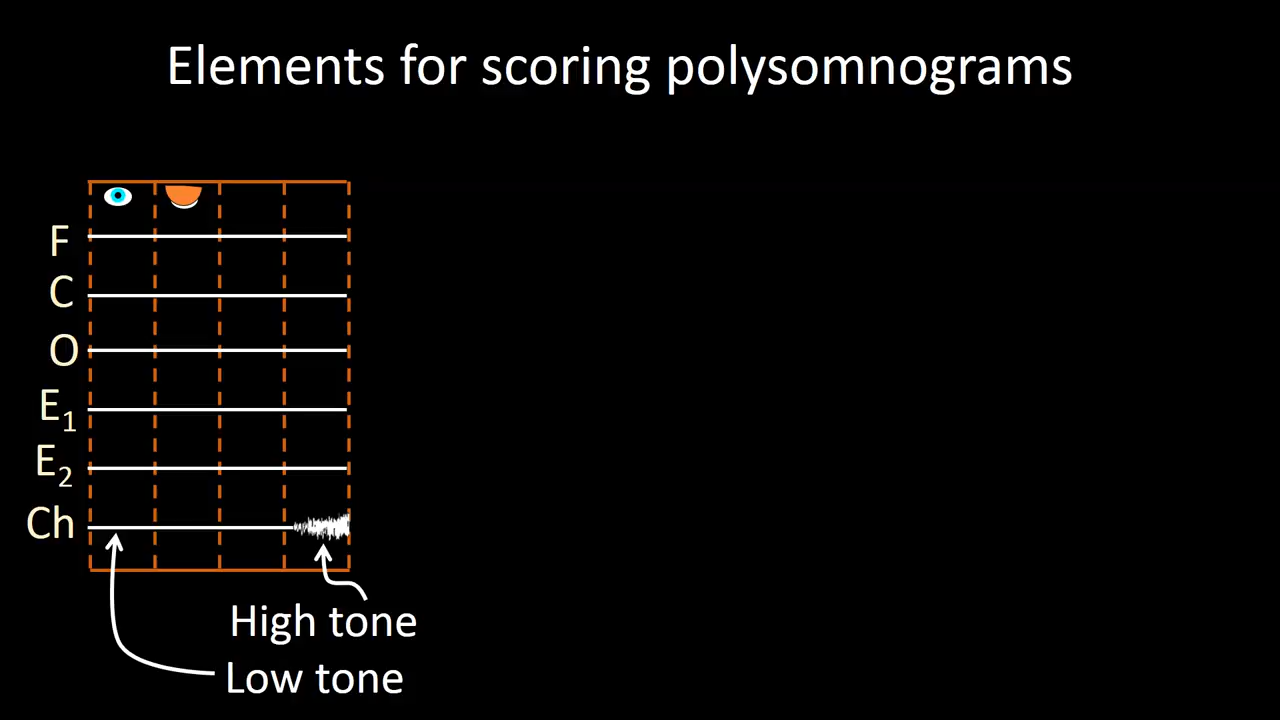 Elements for scoring polysomnograms
F
C
O
E₁
E₂
Ch
High tone
Low tone